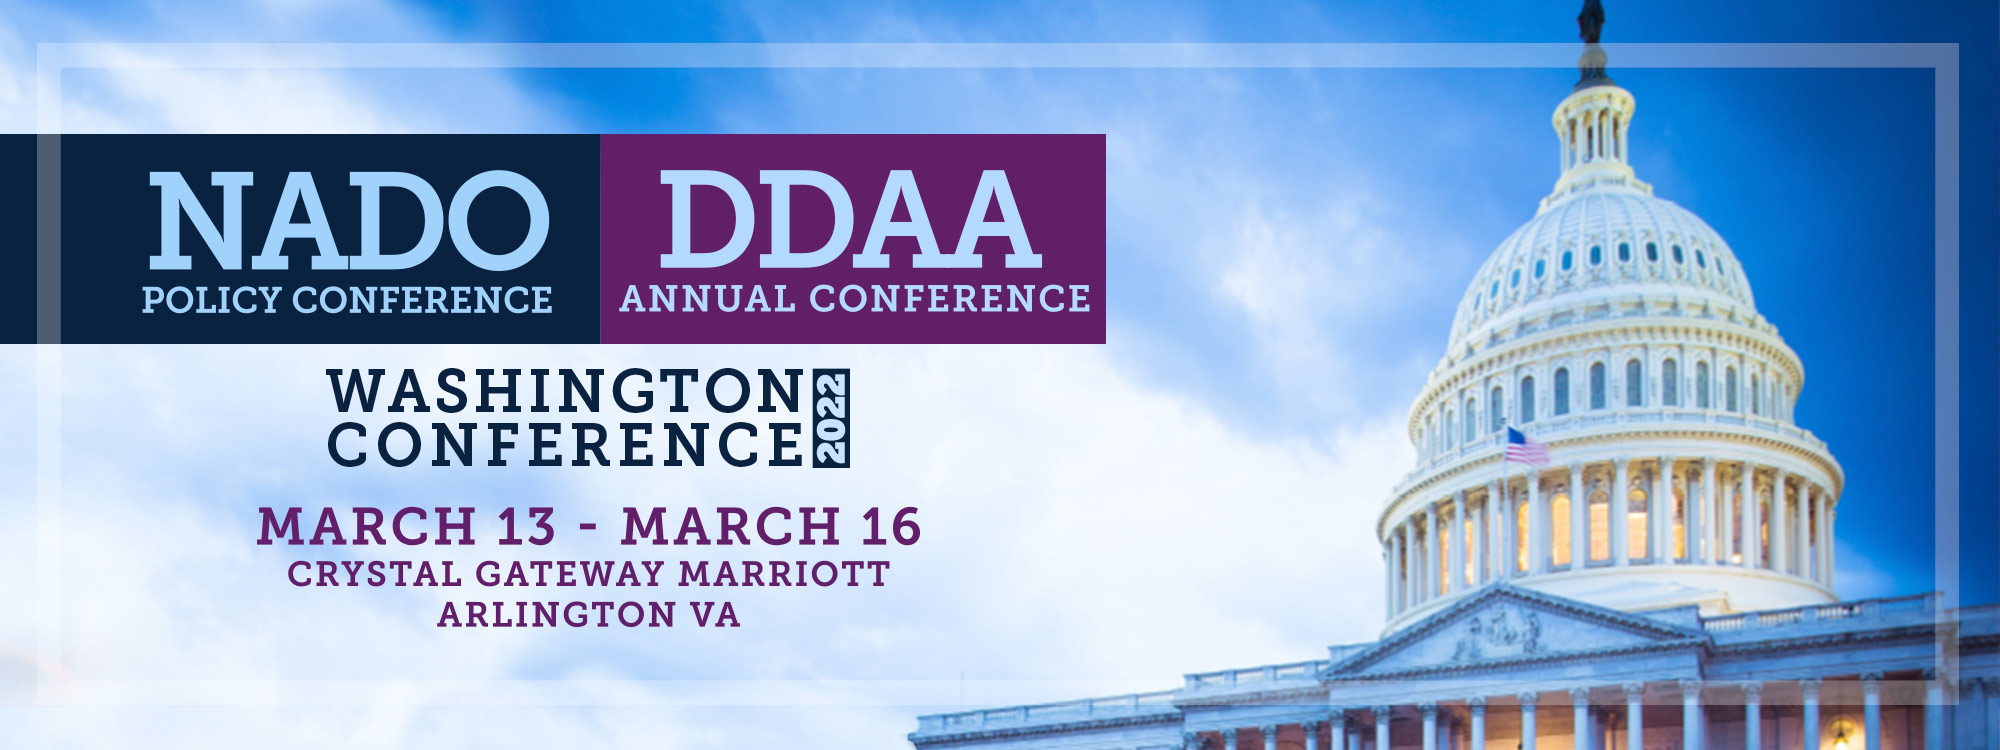 NADO
POLICY CONFERENCE
DDAA
ANNUAL CONFERENCE
WASHINGTON
CONFERENCE
2022
MARCH 13 - MARCH 16
CRYSTAL GATEWAY MARRIOTT
ARLINGTON VA